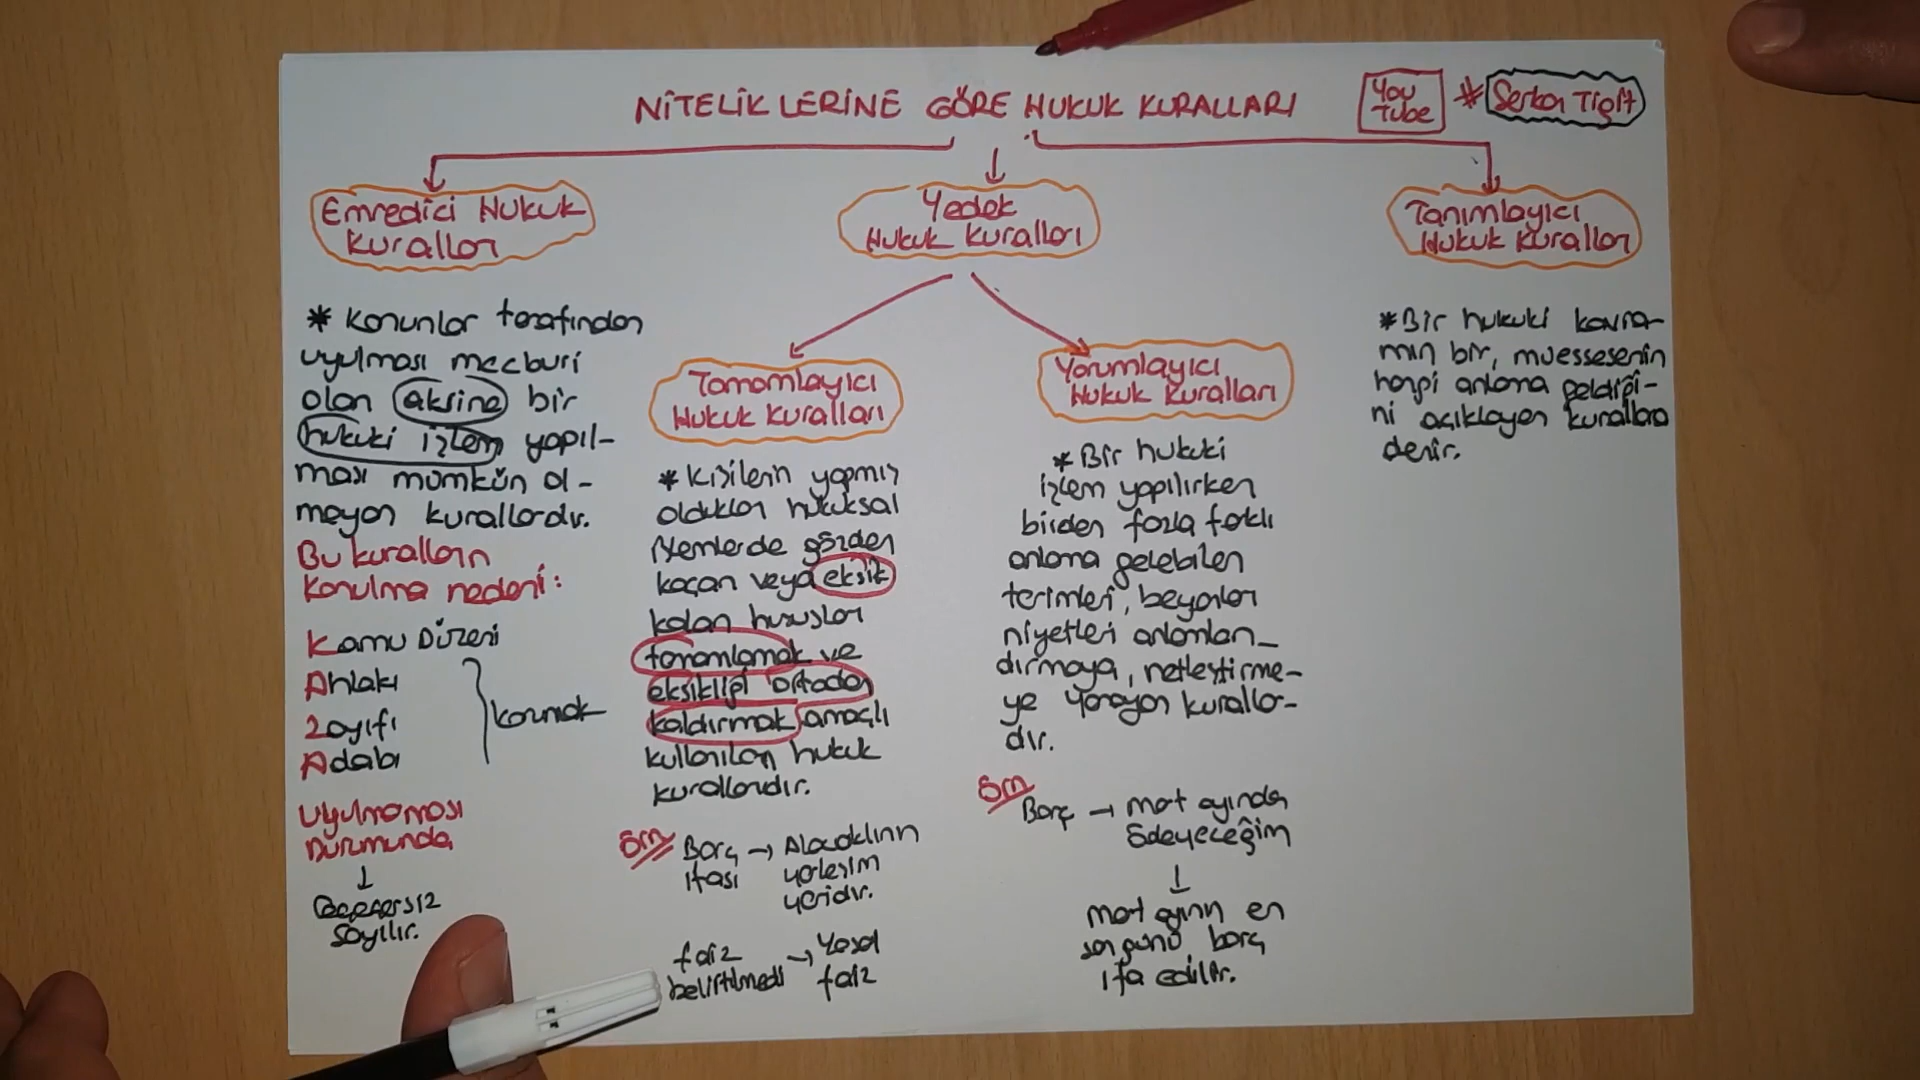 NİTELİKLERİNE GÖRE HUKUK KURALLARI
You
Tube
* Serkan Tiğit
Emredici Hukuk
Kuralları
* Kanunlar tarafından
uyulması mecburi
olan aksine bir
hukuki işlem yapıl-
ması mümkün ol-
mayan kurallardır.
Bu kuralların
Konulma nedeni:
Kamu Düzeni
Ahlakı
Zayıfı
Adabı
korumak
Uyulmaması
Durumunda
↓
Geçersiz
Sayılır.
Yedek
Hukuk Kuralları
Tamamlayıcı
Hukuk Kuralları
* Kişilerin yapmış
oldukları hukuksal
işlemlerde gözden
kaçan veya eksik
kalan hususları
tamamlamak ve
eksikliği ortadan
kaldırmak amaçlı
kullanılan hukuk
kurallarıdır.
Örn
Borç → Alacaklının
ifası yerleşim
yeridir.
faiz → Yasal
belirtilmedi faiz
Yorumlayıcı
Hukuk Kuralları
* Bir hukuki
işlem yapılırken
birden fazla farklı
anlama gelebilen
terimleri, beyanları
niyetleri anlamlan-
dırmaya, netleştirme-
ye yarayan kurallar-
dır.
Örn
Borç → mart ayında
ödeyeceğim
↓
mart ayının en
son günü borç
ifa edilir.
Tanımlayıcı
Hukuk Kuralları
* Bir hukuki kavra-
mın bir, muessesenin
hangi anlama geldiği-
ni açıklayan kurallara
denir.